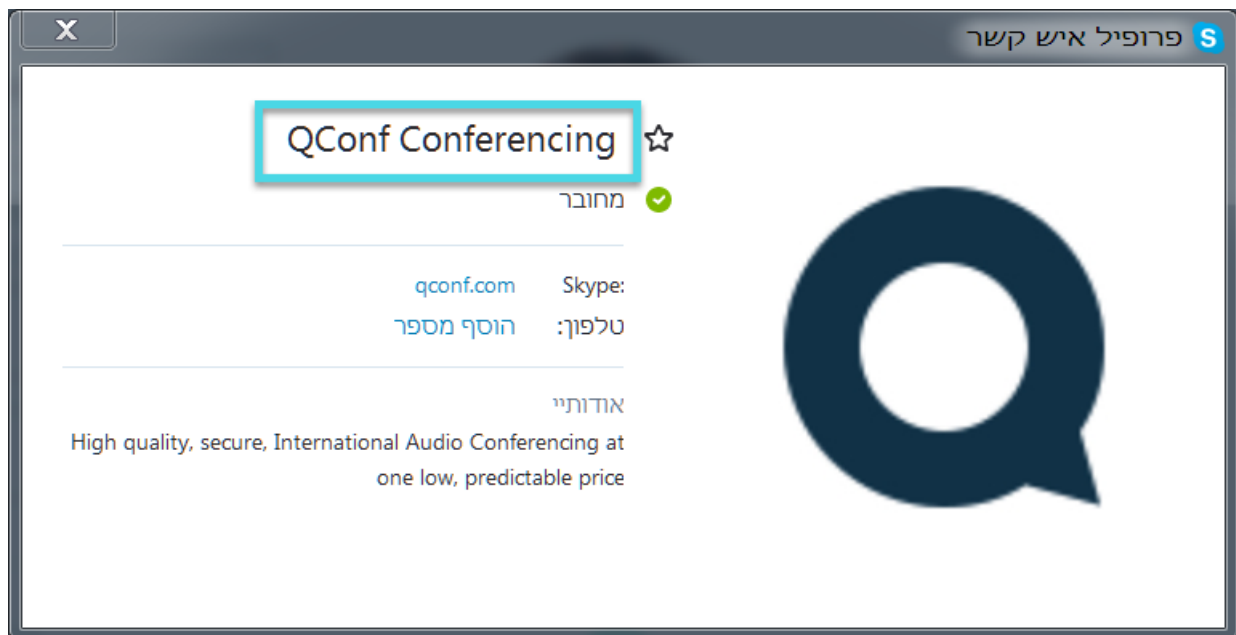 פרופיל איש קשר
QConf Conferencing
מחובר
Skype: qconf.com
טלפון: הוסף מספר
אודותיי
High quality, secure, International Audio Conferencing at
one low, predictable price